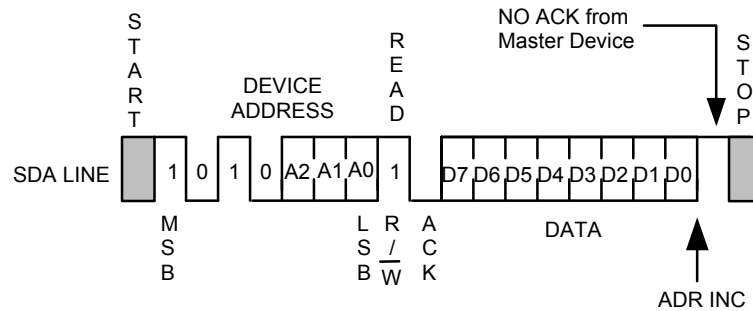 START
DEVICE
ADDRESS
READ
NO ACK from
Master Device
STOP
SDA LINE
1 0 1 0 A2 A1 A0 1 D7 D6 D5 D4 D3 D2 D1 D0
MSB
LSB
R/W
ACK
DATA
ADR INC